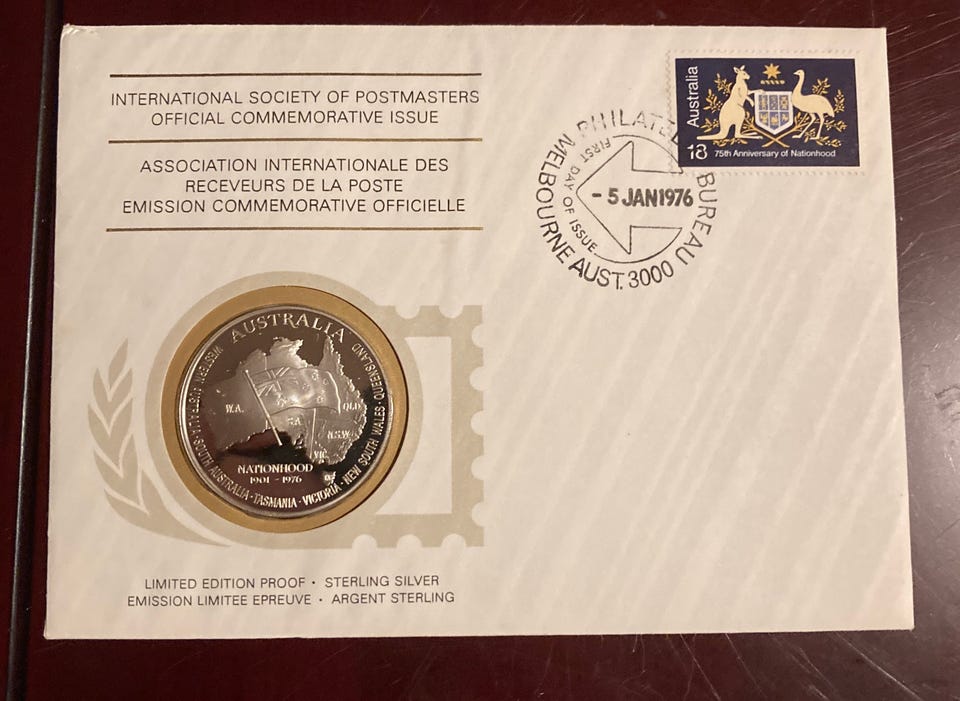 INTERNATIONAL SOCIETY OF POSTMASTERS
OFFICIAL COMMEMORATIVE ISSUE
ASSOCIATION INTERNATIONALE DES
RECEVEURS DE LA POSTE
EMISSION COMMEMORATIVE OFFICIELLE
Australia
18
75th Anniversary of Nationhood
PHILATELIC BUREAU
MELBOURNE AUST. 3000
FIRST DAY OF ISSUE
- 5 JAN 1976
AUSTRALIA
WESTERN AUSTRALIA · SOUTH AUSTRALIA · TASMANIA · VICTORIA · NEW SOUTH WALES · QUEENSLAND
W.A.
QLD.
S.A.
N.S.W.
VIC.
NATIONHOOD
1901 - 1976
LIMITED EDITION PROOF · STERLING SILVER
EMISSION LIMITEE EPREUVE · ARGENT STERLING